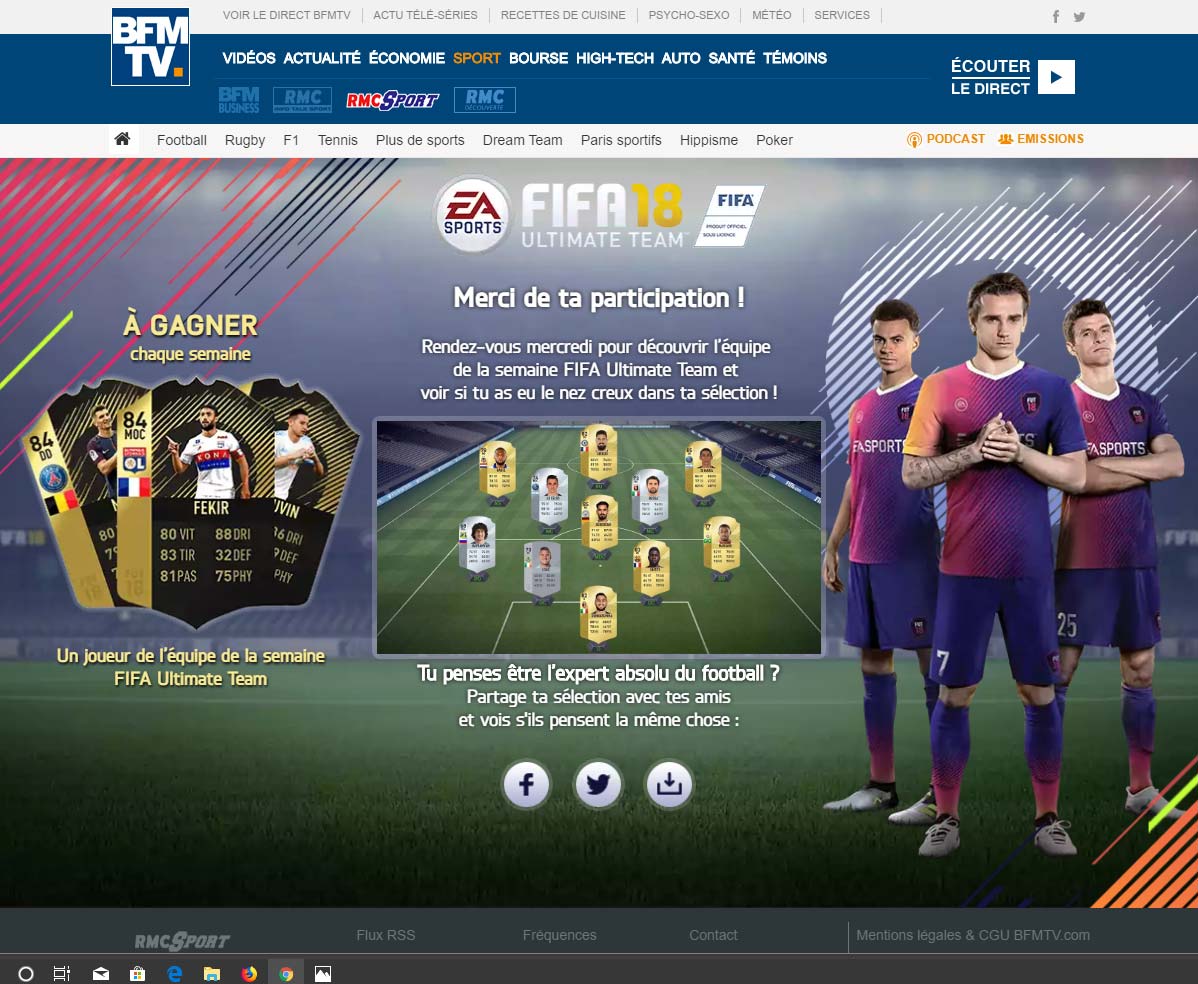 VOIR LE DIRECT BFMTV ACTU TÉLÉ-SÉRIES RECETTES DE CUISINE PSYCHO-SEXO MÉTÉO SERVICES
BFM
TV.
VIDÉOS ACTUALITÉ ÉCONOMIE SPORT BOURSE HIGH-TECH AUTO SANTÉ TÉMOINS
ÉCOUTER
LE DIRECT
BFM
BUSINESS
RMC
INFO TALK SPORT
RMC SPORT
RMC
DÉCOUVERTE
Football Rugby F1 Tennis Plus de sports Dream Team Paris sportifs Hippisme Poker
PODCAST EMISSIONS
EA
SPORTS
FIFA 18
ULTIMATE TEAM
FIFA
PRODUIT OFFICIEL
SOUS LICENCE
Merci de ta participation !
À GAGNER
chaque semaine
Rendez-vous mercredi pour découvrir l'équipe
de la semaine FIFA Ultimate Team et
voir si tu as eu le nez creux dans ta sélection !
84
DD
84
MOC
KONA
FEKIR
80 VIT 88 DRI
83 TIR 32 DEF
81 PAS 75 PHY
EA SPORTS
EA SPORTS
FUT
18
7
25
Un joueur de l'équipe de la semaine
FIFA Ultimate Team
Tu penses être l'expert absolu du football ?
Partage ta sélection avec tes amis
et vois s'ils pensent la même chose :
RMC SPORT
Flux RSS
Fréquences
Contact
Mentions légales & CGU BFMTV.com